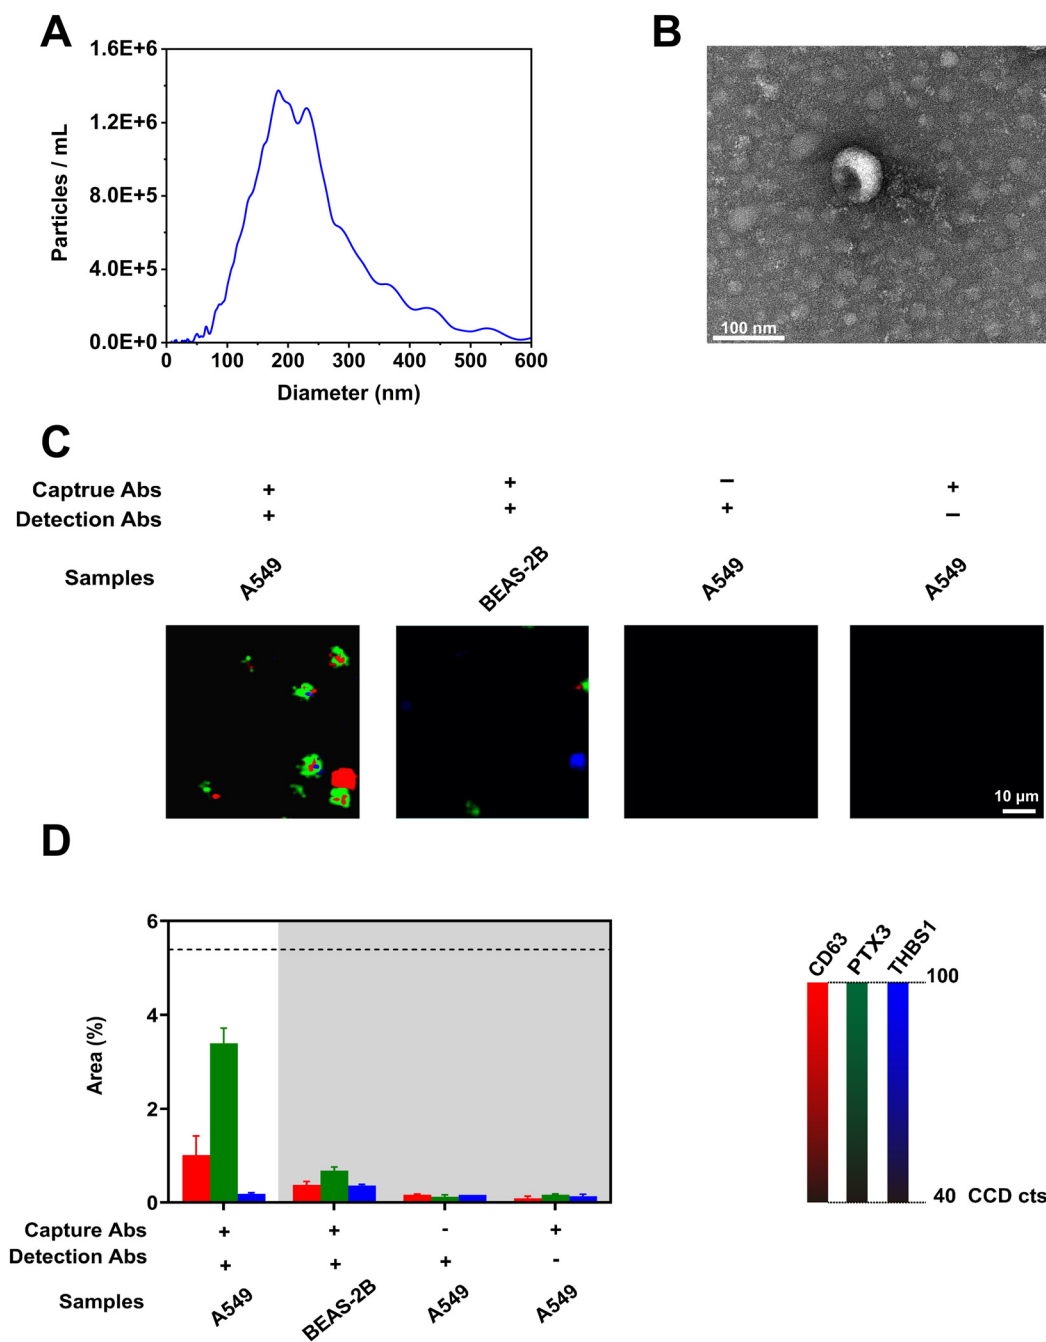 A
1.6E+6
1.2E+6
8.0E+5
4.0E+5
0.0E+0
Particles / mL
0 100 200 300 400 500 600
Diameter (nm)
B
100 nm
C
Captrue Abs + + − +
Detection Abs + + + −
Samples A549 BEAS-2B A549 A549
10 µm
D
6
4
2
0
Area (%)
Capture Abs + + - +
Detection Abs + + + -
Samples A549 BEAS-2B A549 A549
CD63 PTX3 THBS1
100
40 CCD cts